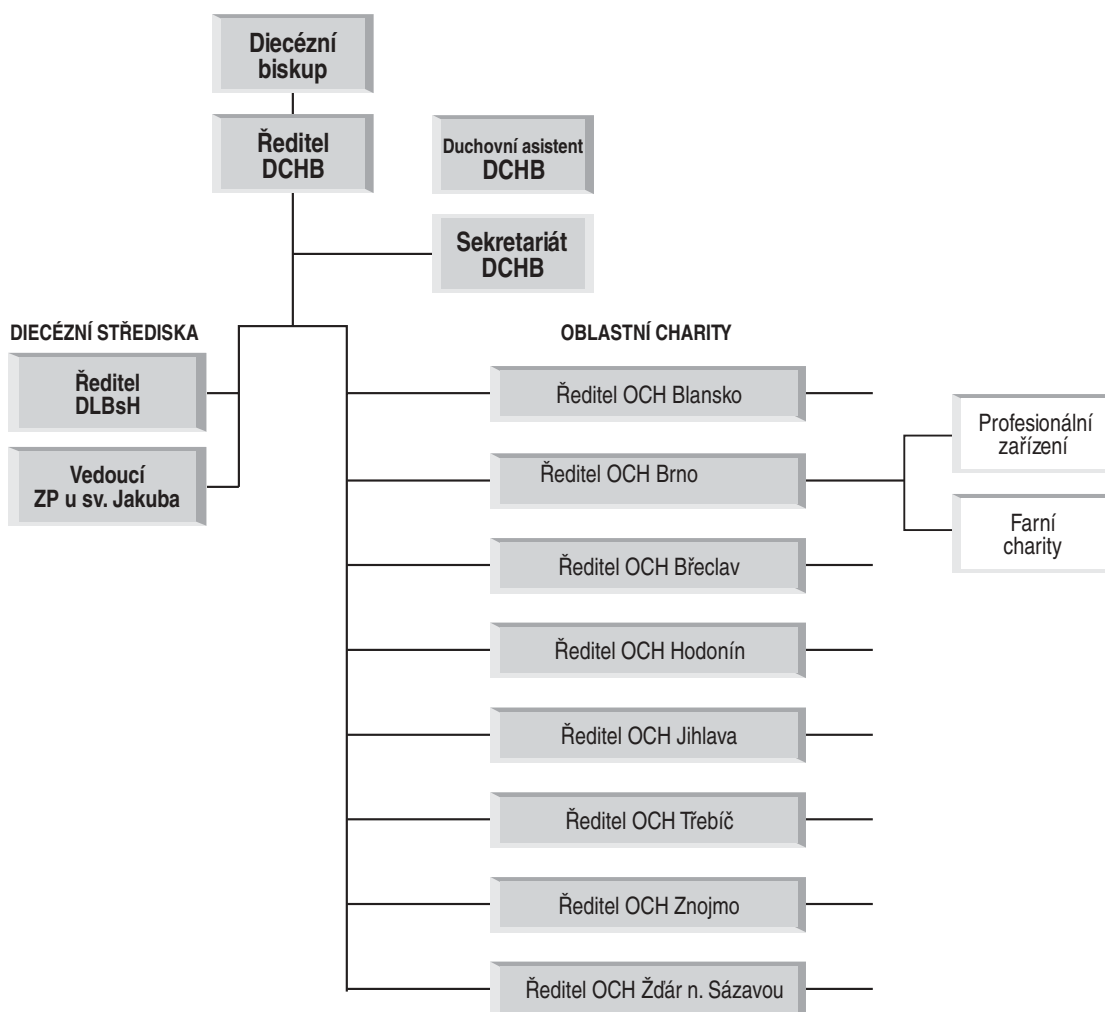 Diecézní
biskup
Ředitel
DCHB
Duchovní asistent
DCHB
Sekretariát
DCHB
DIECÉZNÍ STŘEDISKA
Ředitel
DLBsH
Vedoucí
ZP u sv. Jakuba
OBLASTNÍ CHARITY
Ředitel OCH Blansko
Ředitel OCH Brno
Ředitel OCH Břeclav
Ředitel OCH Hodonín
Ředitel OCH Jihlava
Ředitel OCH Třebíč
Ředitel OCH Znojmo
Ředitel OCH Žďár n. Sázavou
Profesionální
zařízení
Farní
charity